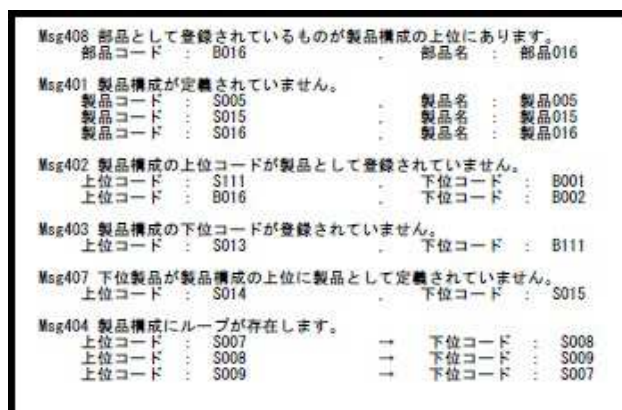 Msg408 部品として登録されているものが製品構成の上位にあります。
部品コード : B016 , 部品名 : 部品016
Msg401 製品構成が定義されていません。
製品コード : S005 , 製品名 : 製品005
製品コード : S015 , 製品名 : 製品015
製品コード : S016 , 製品名 : 製品016
Msg402 製品構成の上位コードが製品として登録されていません。
上位コード : S111 , 下位コード : B001
上位コード : B016 , 下位コード : B002
Msg403 製品構成の下位コードが登録されていません。
上位コード : S013 , 下位コード : B111
Msg407 下位製品が製品構成の上位に製品として定義されていません。
上位コード : S014 , 下位コード : S015
Msg404 製品構成にループが存在します。
上位コード : S007 → 下位コード : S008
上位コード : S008 → 下位コード : S009
上位コード : S009 → 下位コード : S007